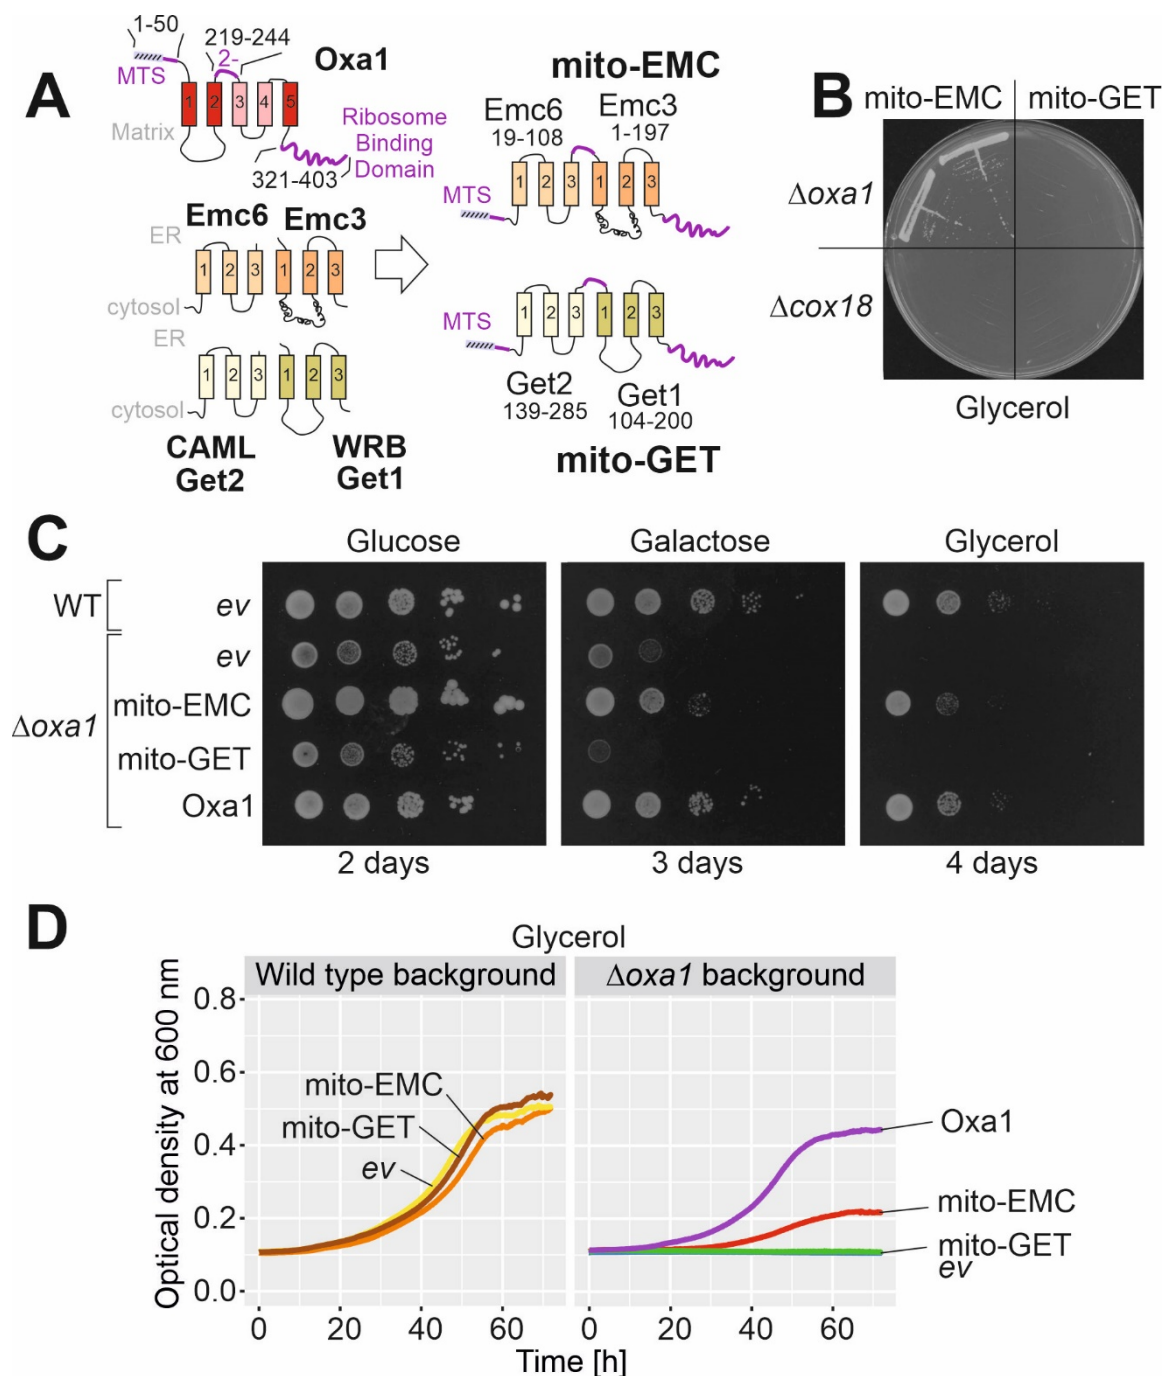 A
1-50
219-244
2-
Oxa1
MTS
1 2 3 4 5
Matrix
Ribosome
Binding
Domain
321-403
Emc6 Emc3
ER
1 2 3 1 2 3
cytosol
ER
1 2 3 1 2 3
cytosol
CAML WRB
Get2 Get1
mito-EMC
Emc6 Emc3
19-108 1-197
1 2 3 1 2 3
MTS
1 2 3 1 2 3
MTS
Get2 Get1
139-285 104-200
mito-GET
B
mito-EMC mito-GET
Δoxa1
Δcox18
Glycerol
C
Glucose Galactose Glycerol
WT ev
ev
mito-EMC
Δoxa1
mito-GET
Oxa1
2 days 3 days 4 days
D
Glycerol
Wild type background Δoxa1 background
Optical density at 600 nm
0.8
0.6
0.4
0.2
0.0
mito-EMC
mito-GET
ev
Oxa1
mito-EMC
mito-GET
ev
0 20 40 60 0 20 40 60
Time [h]